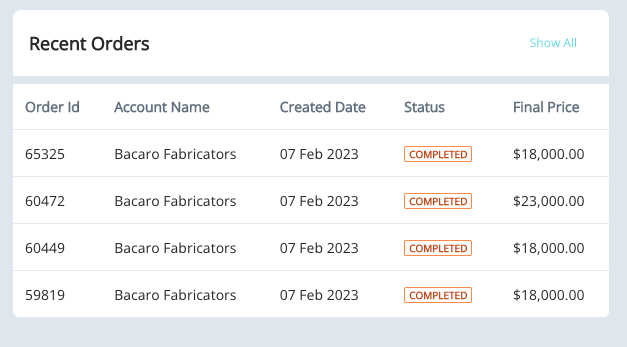 Recent Orders Show All
Order Id Account Name Created Date Status Final Price
65325 Bacaro Fabricators 07 Feb 2023 COMPLETED $18,000.00
60472 Bacaro Fabricators 07 Feb 2023 COMPLETED $23,000.00
60449 Bacaro Fabricators 07 Feb 2023 COMPLETED $18,000.00
59819 Bacaro Fabricators 07 Feb 2023 COMPLETED $18,000.00